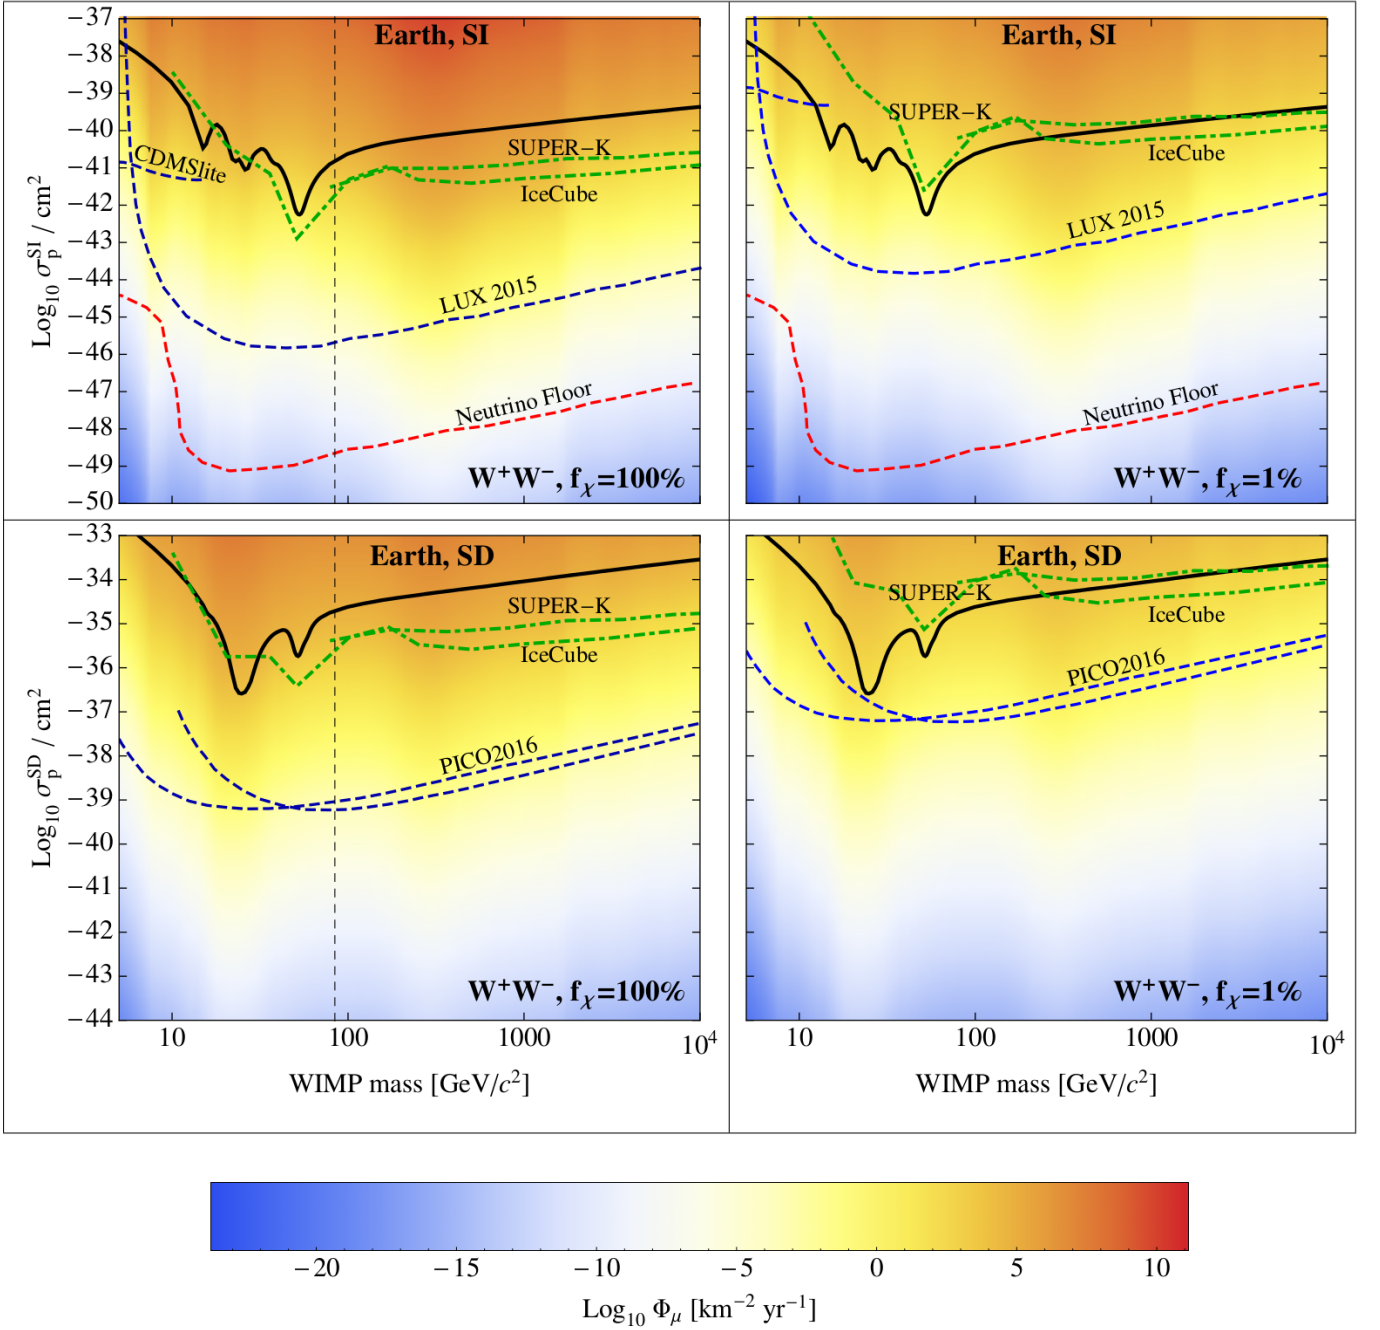 Earth, SI
−37
−38
−39
−40
−41
−42
−43
−44
−45
−46
−47
−48
−49
−50
Log₁₀ σₚ^SI / cm²
CDMSlite
SUPER−K
IceCube
LUX 2015
Neutrino Floor
W⁺W⁻, fχ=100%
Earth, SI
SUPER−K
IceCube
LUX 2015
Neutrino Floor
W⁺W⁻, fχ=1%
Earth, SD
−33
−34
−35
−36
−37
−38
−39
−40
−41
−42
−43
−44
Log₁₀ σₚ^SD / cm²
SUPER−K
IceCube
PICO2016
W⁺W⁻, fχ=100%
10 100 1000 10⁴
WIMP mass [GeV/c²]
Earth, SD
SUPER−K
IceCube
PICO2016
W⁺W⁻, fχ=1%
10 100 1000 10⁴
WIMP mass [GeV/c²]
−20 −15 −10 −5 0 5 10
Log₁₀ Φμ [km⁻² yr⁻¹]